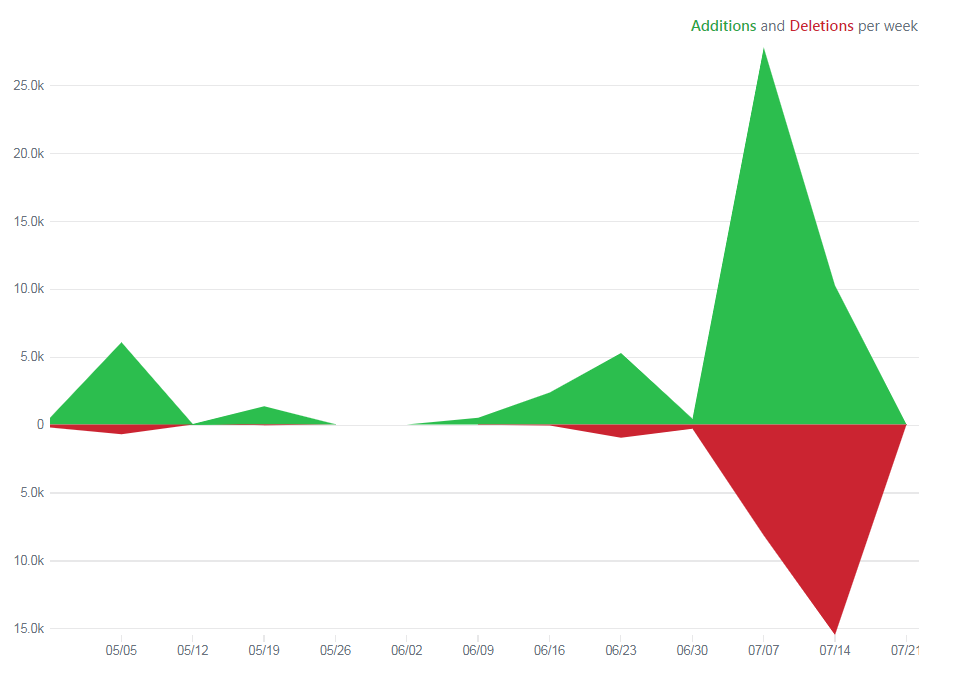 Additions and Deletions per week
25.0k
20.0k
15.0k
10.0k
5.0k
0
5.0k
10.0k
15.0k
05/05 05/12 05/19 05/26 06/02 06/09 06/16 06/23 06/30 07/07 07/14 07/21